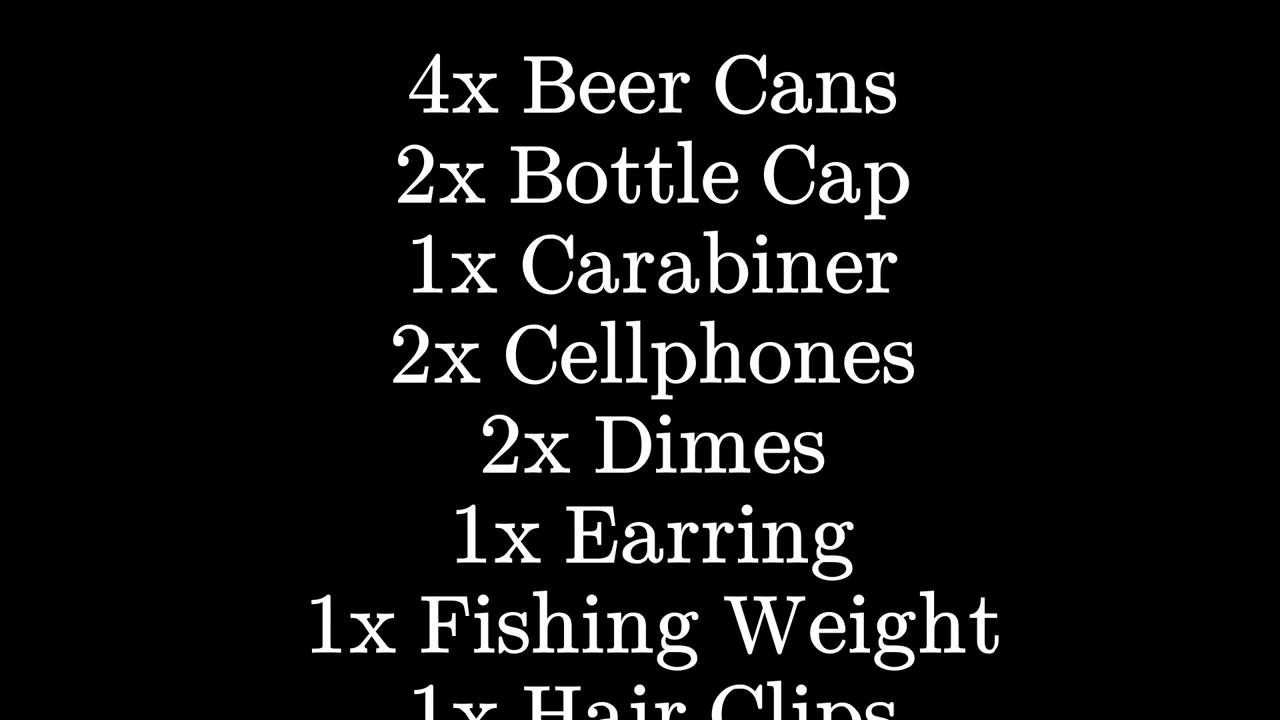 4x Beer Cans
2x Bottle Cap
1x Carabiner
2x Cellphones
2x Dimes
1x Earring
1x Fishing Weight
1x Hair Clips